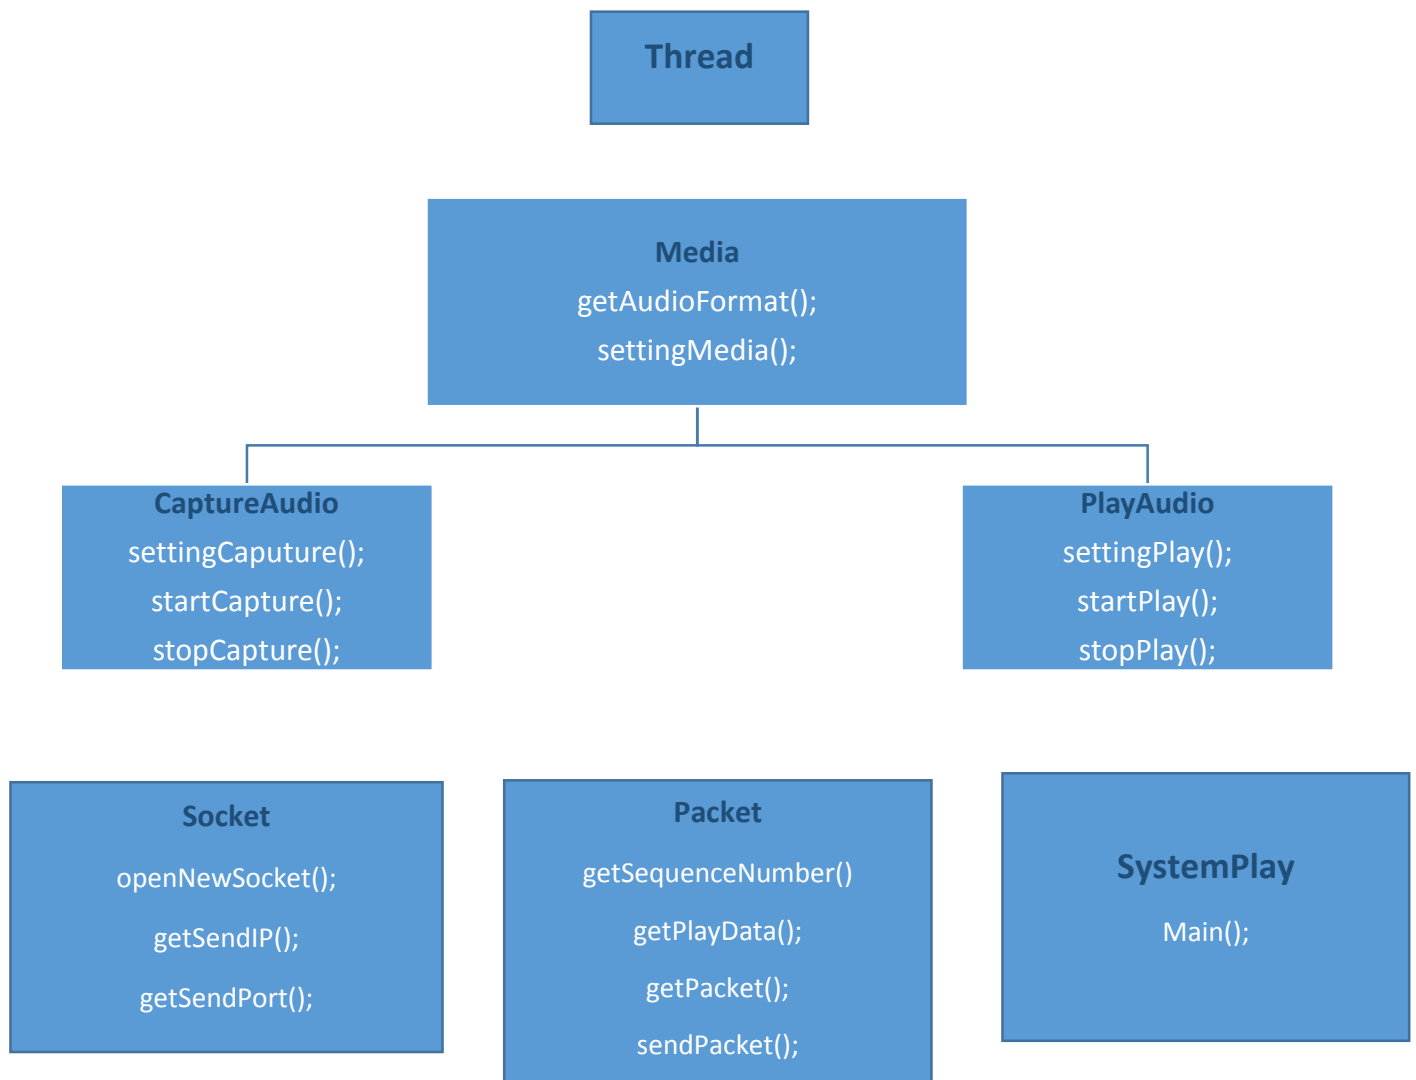 Thread
Media
getAudioFormat();
settingMedia();
CaptureAudio
settingCaputure();
startCapture();
stopCapture();
PlayAudio
settingPlay();
startPlay();
stopPlay();
Socket
openNewSocket();
getSendIP();
getSendPort();
Packet
getSequenceNumber()
getPlayData();
getPacket();
sendPacket();
SystemPlay
Main();